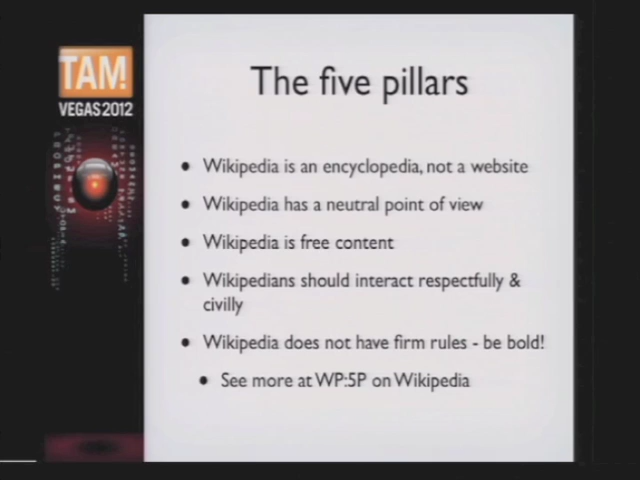 TAM!
VEGAS 2012
The five pillars
• Wikipedia is an encyclopedia, not a website
• Wikipedia has a neutral point of view
• Wikipedia is free content
• Wikipedians should interact respectfully &
civilly
• Wikipedia does not have firm rules - be bold!
• See more at WP:5P on Wikipedia